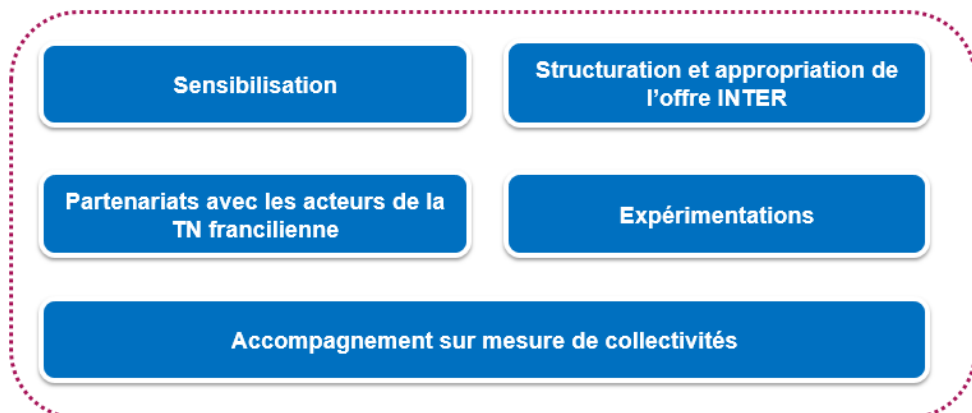 Sensibilisation
Structuration et appropriation de
l’offre INTER
Partenariats avec les acteurs de la
TN francilienne
Expérimentations
Accompagnement sur mesure de collectivités